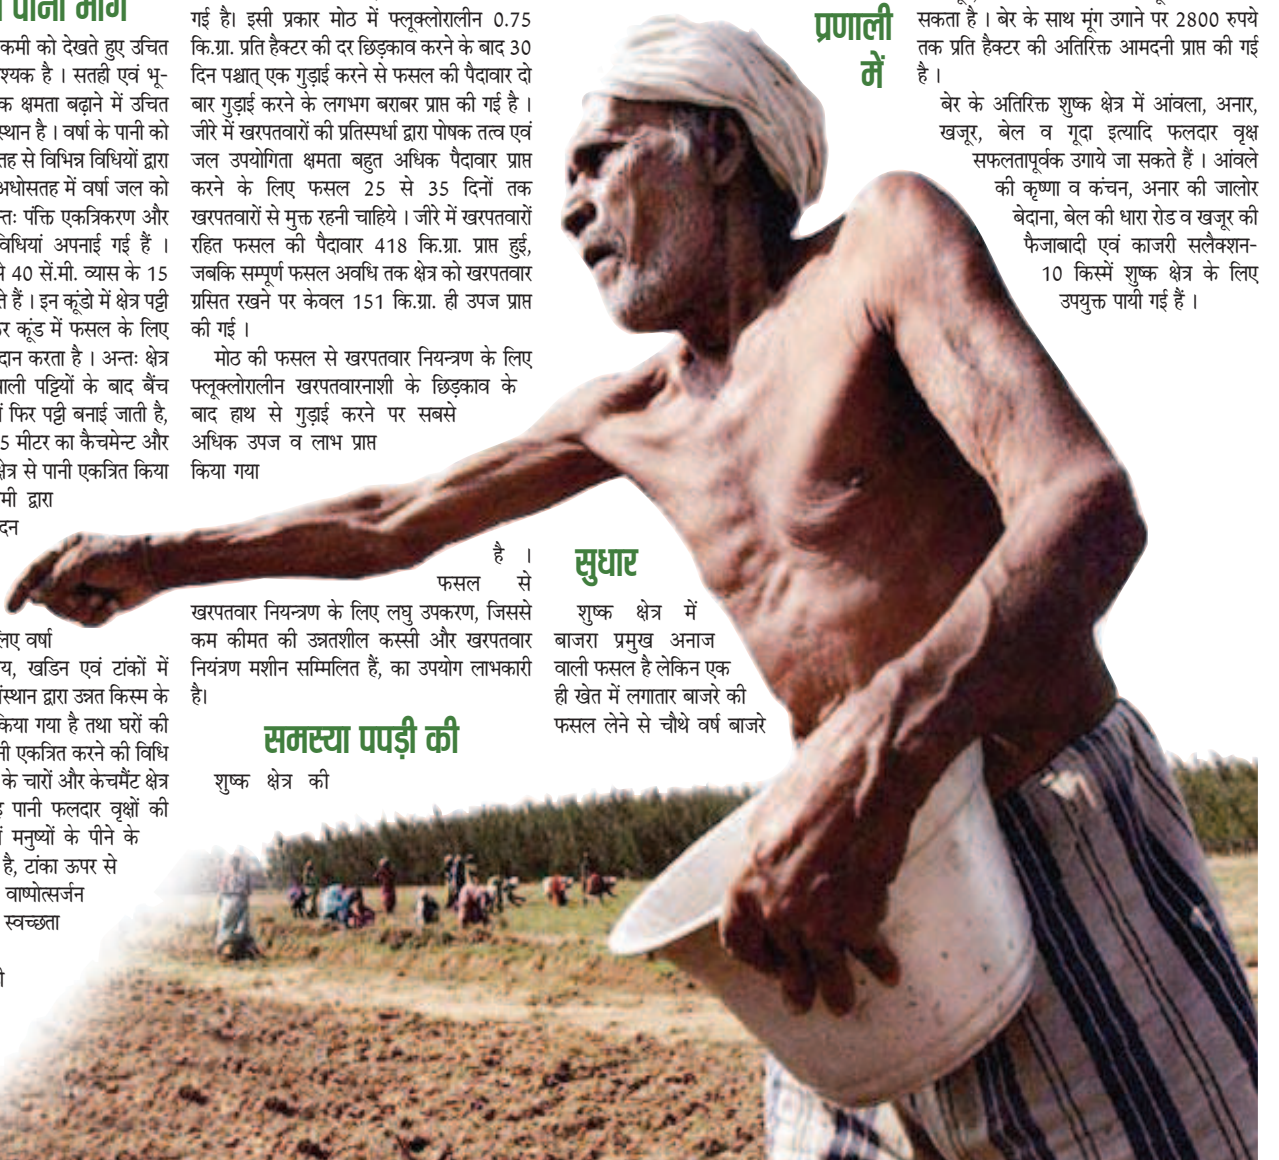 पानी
कमी को देखते हुए उचित
है । सतही एवं भू-
क्षमता बढ़ाने में उचित
है । वर्षा के पानी को
से विभिन्न विधियों द्वारा
अधोसतह में वर्षा जल को
पंक्ति एकत्रिकरण और
विधियां अपनाई गई हैं ।
40 सें.मी. व्यास के 15
हैं । इन कूंडो में क्षेत्र पट्टी
कूंड में फसल के लिए
करता है । अन्तः क्षेत्र
पट्टियों के बाद बैंच
फिर पट्टी बनाई जाती है,
5 मीटर का कैचमेन्ट और
से पानी एकत्रित किया
द्वारा
वर्षा
खडिन एवं टांकों में
द्वारा उन्नत किस्म के
किया गया है तथा घरों की
एकत्रित करने की विधि
के चारों और केचमैंट क्षेत्र
पानी फलदार वृक्षों की
मनुष्यों के पीने के
है, टांका ऊपर से
वाष्पोत्सर्जन
स्वच्छता
गई है। इसी प्रकार मोठ में फ्लूक्लोरालीन 0.75
कि.ग्रा. प्रति हैक्टर की दर छिड़काव करने के बाद 30
दिन पश्चात् एक गुड़ाई करने से फसल की पैदावार दो
बार गुड़ाई करने के लगभग बराबर प्राप्त की गई है ।
जीरे में खरपतवारों की प्रतिस्पर्धा द्वारा पोषक तत्व एवं
जल उपयोगिता क्षमता बहुत अधिक पैदावार प्राप्त
करने के लिए फसल 25 से 35 दिनों तक
खरपतवारों से मुक्त रहनी चाहिये । जीरे में खरपतवारों
रहित फसल की पैदावार 418 कि.ग्रा. प्राप्त हुई,
जबकि सम्पूर्ण फसल अवधि तक क्षेत्र को खरपतवार
ग्रसित रखने पर केवल 151 कि.ग्रा. ही उपज प्राप्त
की गई ।
मोठ की फसल से खरपतवार नियन्त्रण के लिए
फ्लूक्लोरालीन खरपतवारनाशी के छिड़काव के
बाद हाथ से गुड़ाई करने पर सबसे
अधिक उपज व लाभ प्राप्त
किया गया
है ।
फसल से
खरपतवार नियन्त्रण के लिए लघु उपकरण, जिससे
कम कीमत की उन्नतशील कस्सी और खरपतवार
नियंत्रण मशीन सम्मिलित हैं, का उपयोग लाभकारी
है।
समस्या पपड़ी की
शुष्क क्षेत्र की
प्रणाली
में
सुधार
शुष्क क्षेत्र में
बाजरा प्रमुख अनाज
वाली फसल है लेकिन एक
ही खेत में लगातार बाजरे की
फसल लेने से चौथे वर्ष बाजरे
सकता है । बेर के साथ मूंग उगाने पर 2800 रुपये
तक प्रति हैक्टर की अतिरिक्त आमदनी प्राप्त की गई
है ।
बेर के अतिरिक्त शुष्क क्षेत्र में आंवला, अनार,
खजूर, बेल व गूदा इत्यादि फलदार वृक्ष
सफलतापूर्वक उगाये जा सकते हैं । आंवले
की कृष्णा व कंचन, अनार की जालोर
बेदाना, बेल की धारा रोड व खजूर की
फैजाबादी एवं काजरी सलैक्शन-
10 किस्में शुष्क क्षेत्र के लिए
उपयुक्त पायी गई हैं ।